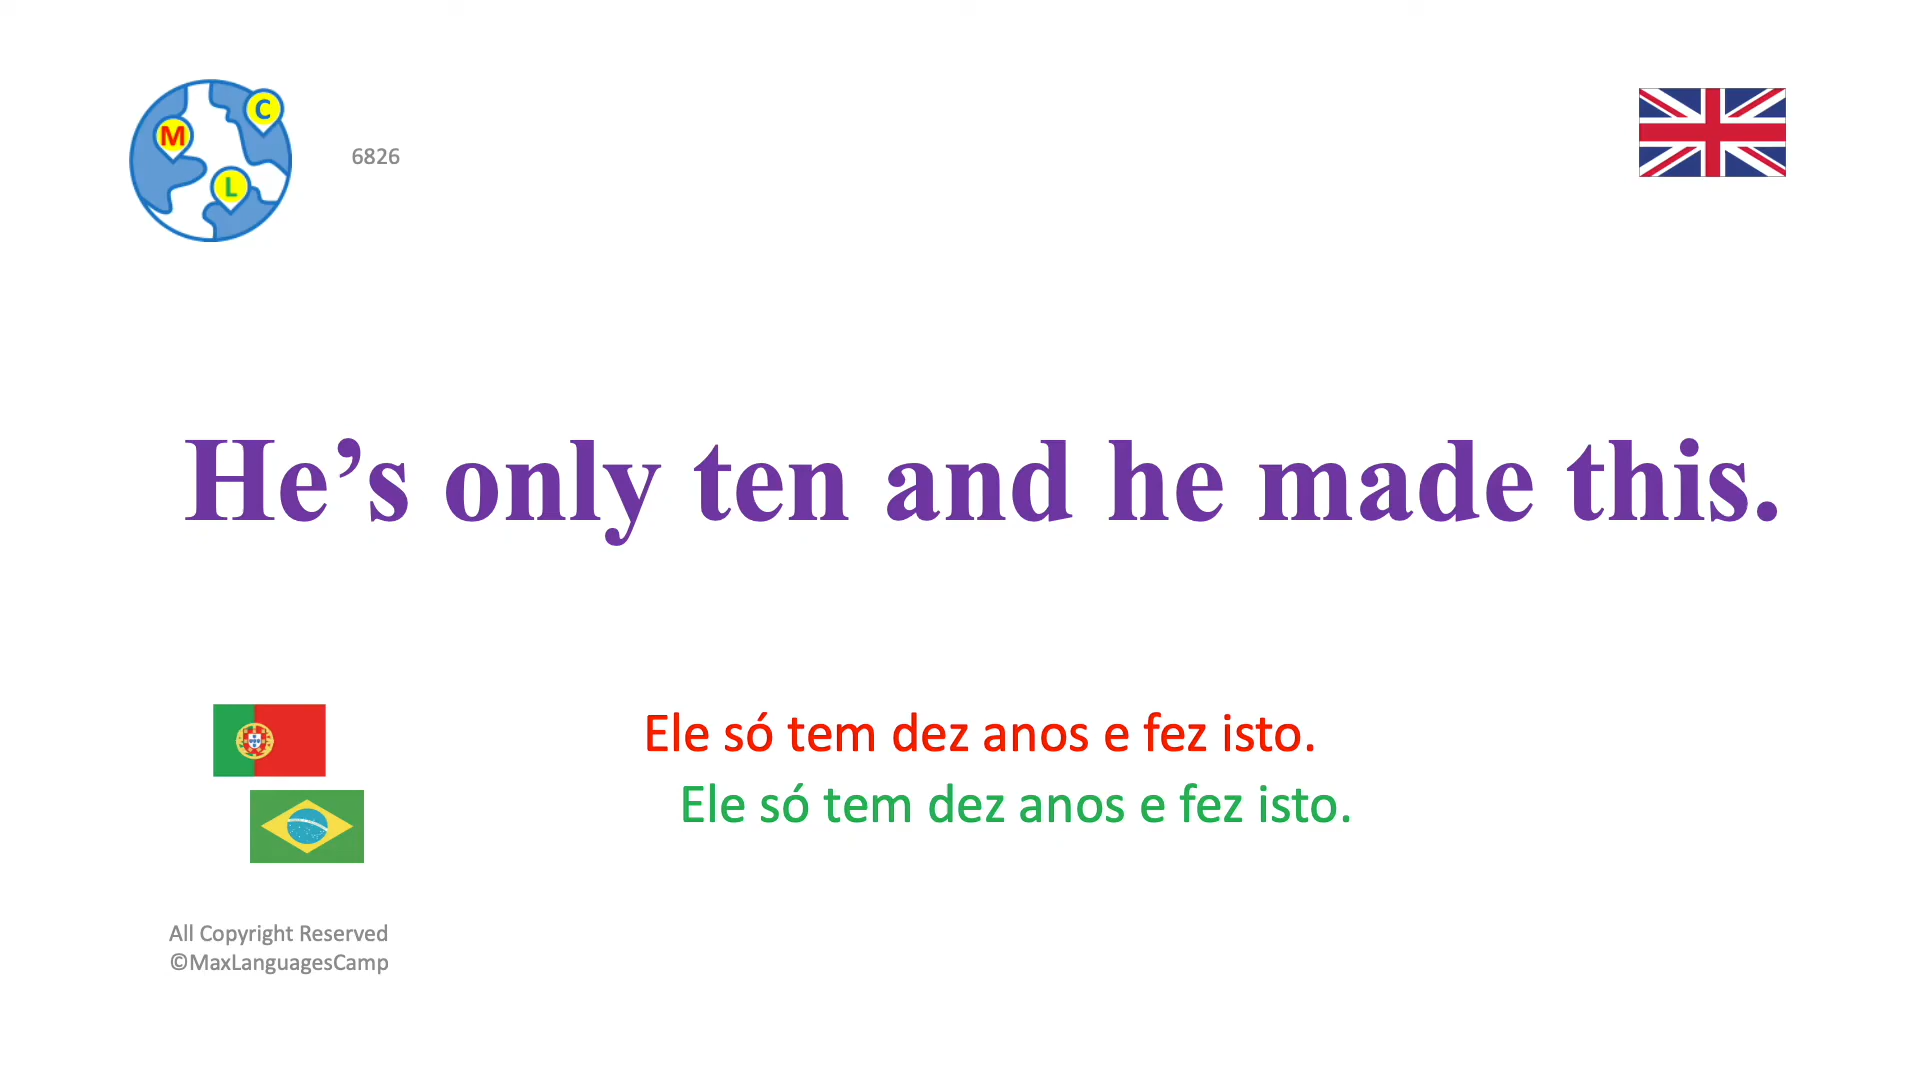 C
M
L
6826
He’s only ten and he made this.
Ele só tem dez anos e fez isto.
Ele só tem dez anos e fez isto.
All Copyright Reserved
©MaxLanguagesCamp